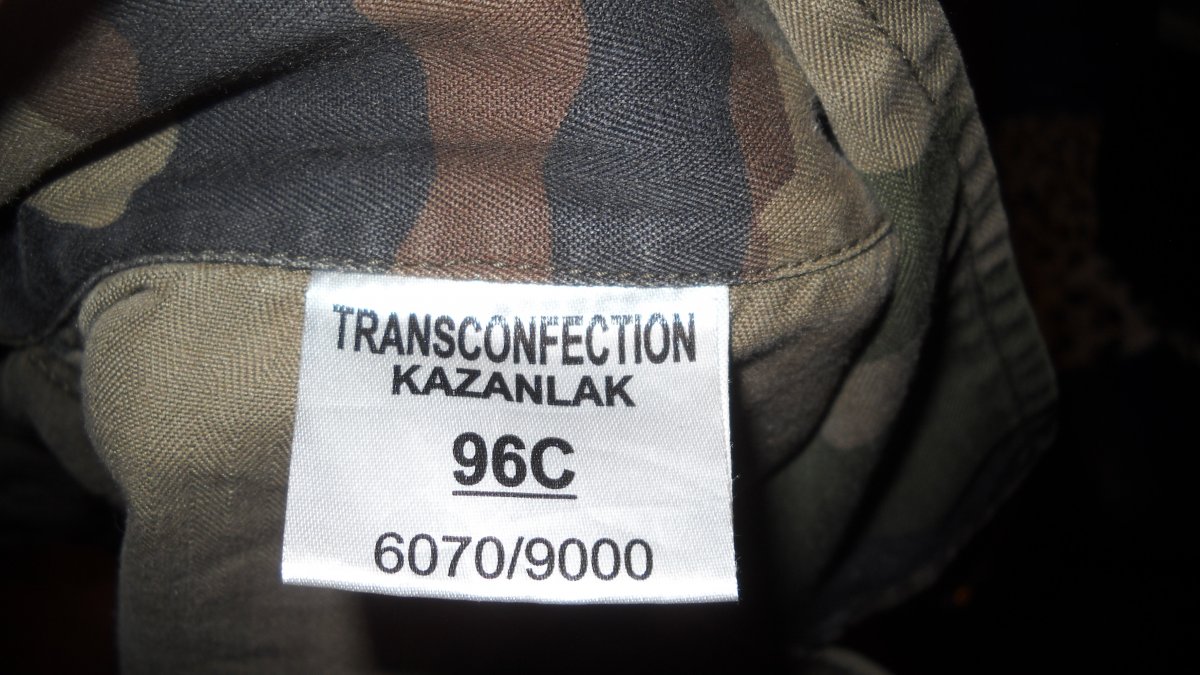 TRANSCONFECTION
KAZANLAK
96C
6070/9000